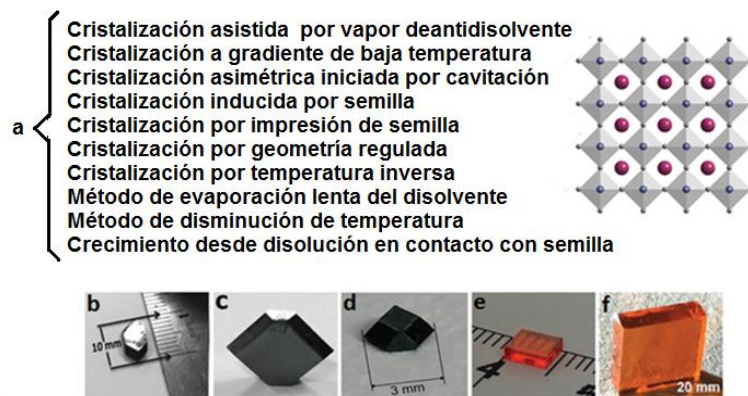 Cristalización asistida por vapor deantidisolvente
Cristalización a gradiente de baja temperatura
Cristalización asimétrica iniciada por cavitación
Cristalización inducida por semilla
a
Cristalización por impresión de semilla
Cristalización por geometría regulada
Cristalización por temperatura inversa
Método de evaporación lenta del disolvente
Método de disminución de temperatura
Crecimiento desde disolución en contacto con semilla
b
c
d
e
f
10 mm
3 mm
4
20 mm